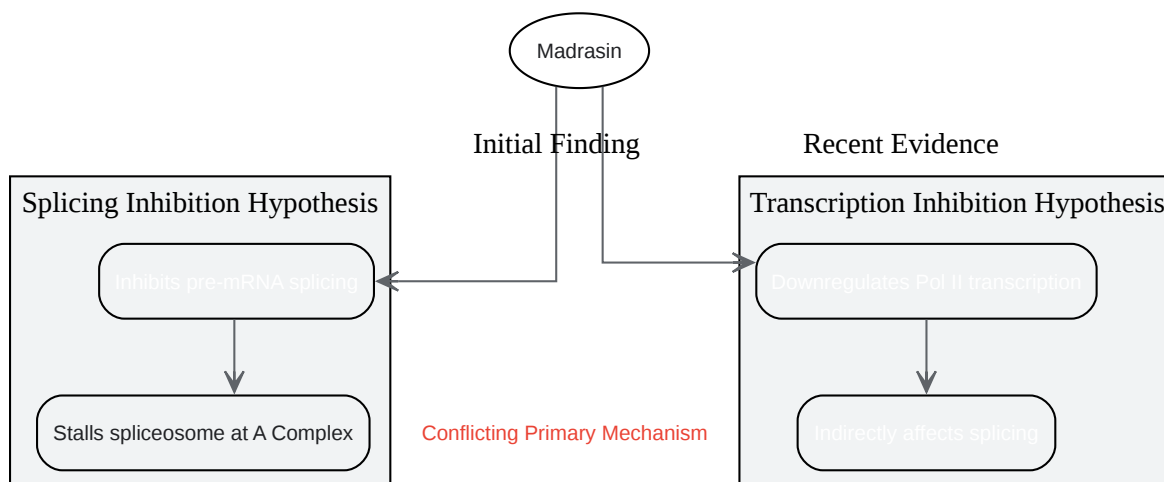 Madrasin
Initial Finding
Recent Evidence
Splicing Inhibition Hypothesis
Transcription Inhibition Hypothesis
Inhibits pre-mRNA splicing
Downregulates Pol II transcription
Stalls spliceosome at A Complex
Conflicting Primary Mechanism
Indirectly affects splicing